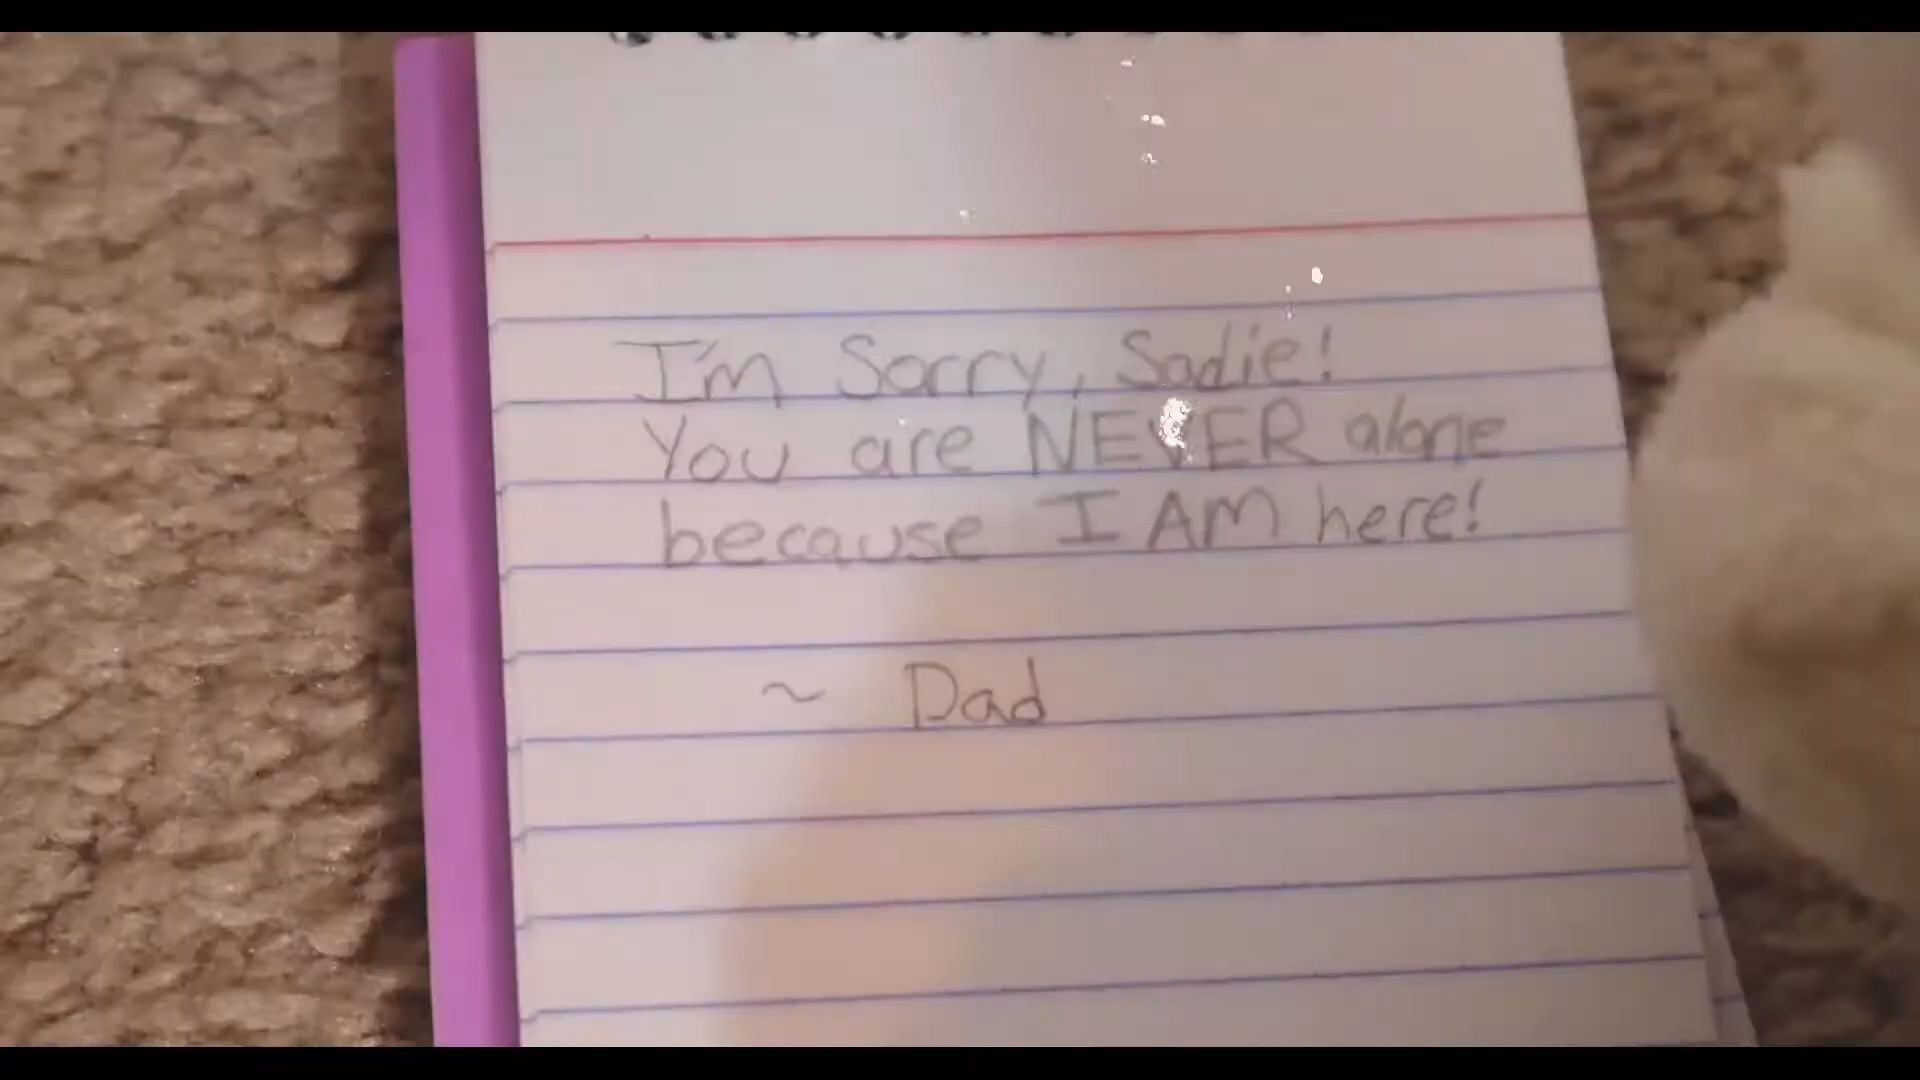 I'm Sorry, Sadie!
You are NEVER alone
because I AM here!
~ Dad